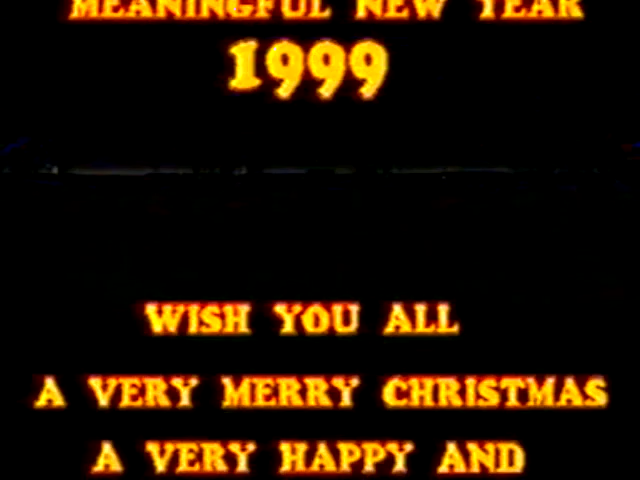 MEANINGFUL NEW YEAR
1999
WISH YOU ALL
A VERY MERRY CHRISTMAS
A VERY HAPPY AND